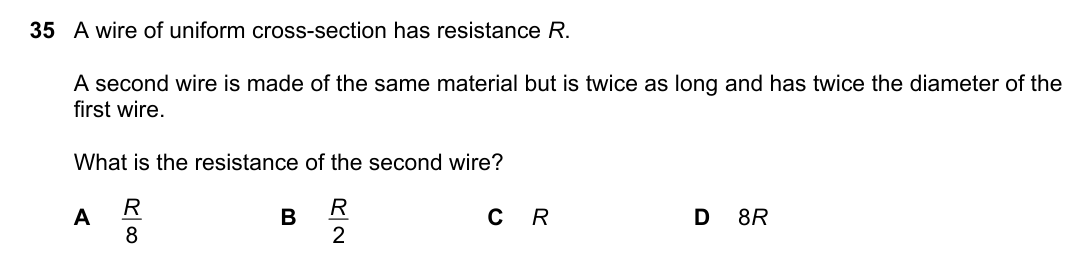 35 A wire of uniform cross-section has resistance R.
A second wire is made of the same material but is twice as long and has twice the diameter of the
first wire.
What is the resistance of the second wire?
A R/8 B R/2 C R D 8R